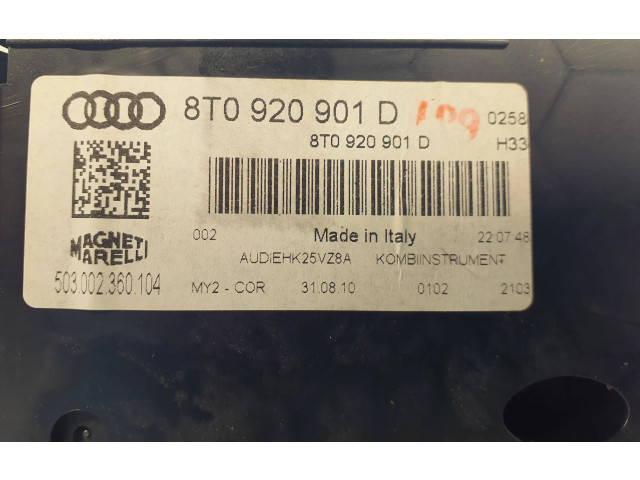 8T0 920 901 D 0258
8T0 920 901 D H33
002 Made in Italy 22:07:48
MAGNETI
MARELLI
AUDIEHK25VZ8A KOMBIINSTRUMENT
503.002.360.104
MY2 - COR 31.08.10 0102 2103